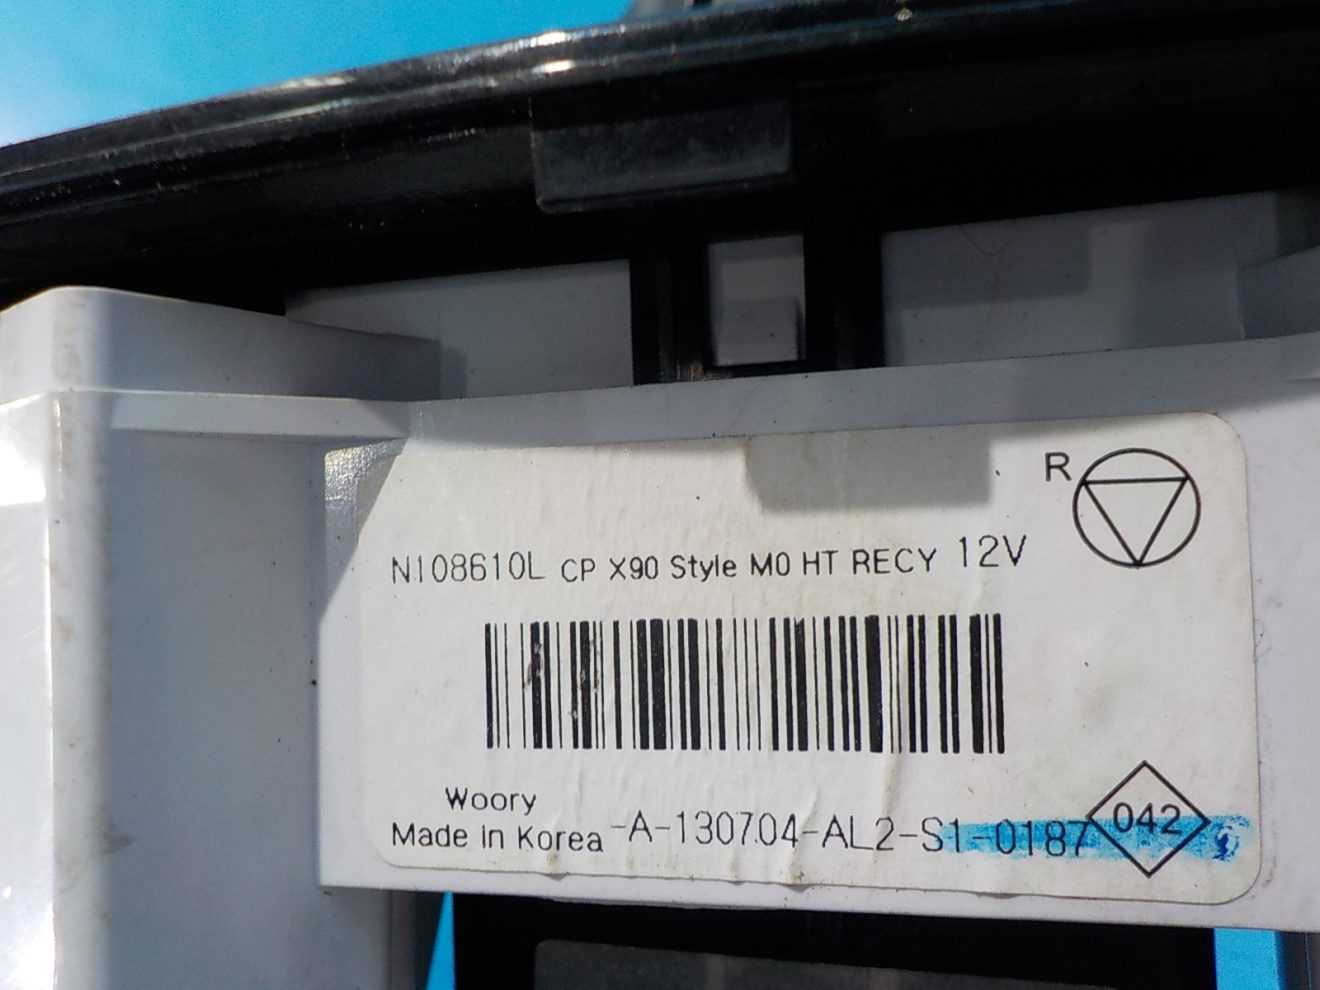 R
N108610L CP X90 Style M0 HT RECY 12V
Woory
Made in Korea -A-130704-AL2-S1-0187
042